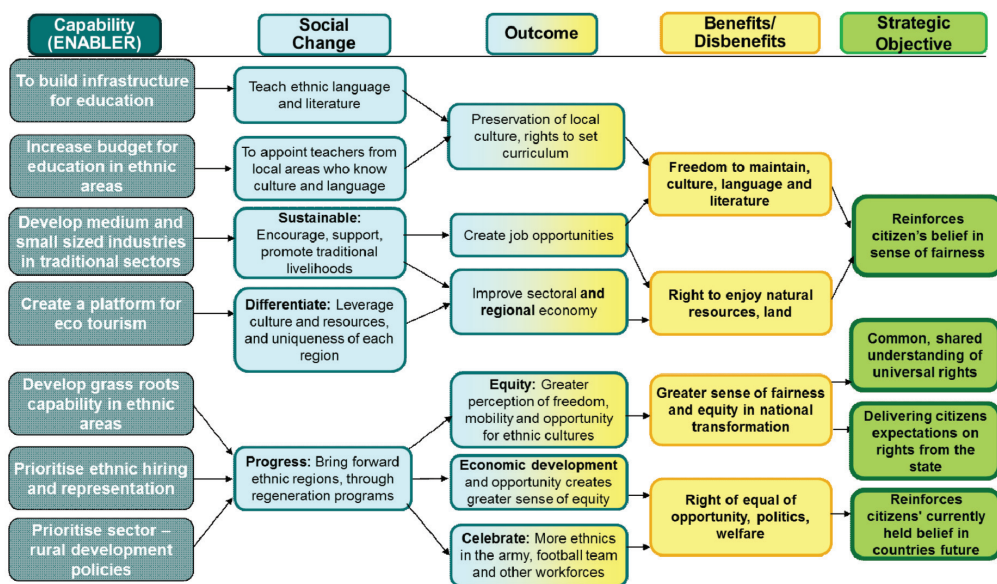 Capability
(ENABLER)
Social
Change
Outcome
Benefits/
Disbenefits
Strategic
Objective
To build infrastructure
for education
Increase budget for
education in ethnic
areas
Develop medium and
small sized industries
in traditional sectors
Create a platform for
eco tourism
Develop grass roots
capability in ethnic
areas
Prioritise ethnic hiring
and representation
Prioritise sector –
rural development
policies
Teach ethnic language
and literature
To appoint teachers from
local areas who know
culture and language
Sustainable:
Encourage, support,
promote traditional
livelihoods
Differentiate: Leverage
culture and resources,
and uniqueness of each
region
Progress: Bring forward
ethnic regions, through
regeneration programs
Preservation of local
culture, rights to set
curriculum
Create job opportunities
Improve sectoral and
regional economy
Equity: Greater
perception of freedom,
mobility and opportunity
for ethnic cultures
Economic development
and opportunity creates
greater sense of equity
Celebrate: More ethnics
in the army, football team
and other workforces
Freedom to maintain,
culture, language and
literature
Right to enjoy natural
resources, land
Greater sense of fairness
and equity in national
transformation
Right of equal of
opportunity, politics,
welfare
Reinforces
citizen's belief in
sense of fairness
Common, shared
understanding of
universal rights
Delivering citizens
expectations on
rights from the
state
Reinforces
citizens' currently
held belief in
countries future